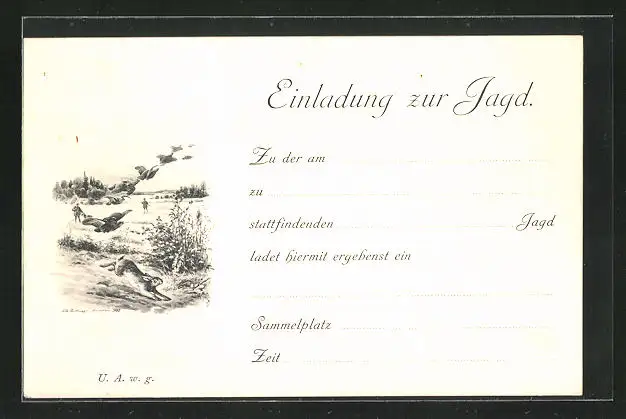 Einladung zur Jagd.
Zu der am
zu
stattfindenden Jagd
ladet hiermit ergebenst ein
Sammelplatz
Zeit
U. A. w. g.